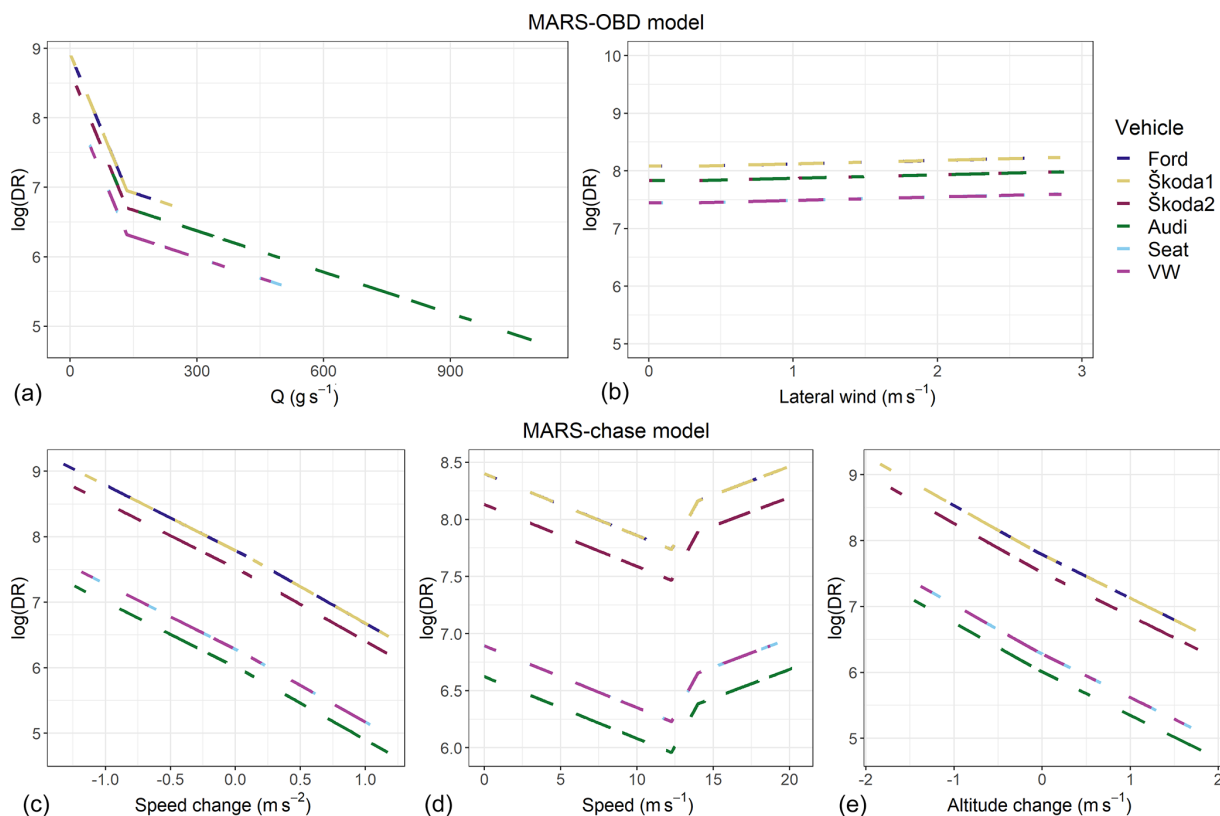 MARS-OBD model
9
8
7
6
5
log(DR)
0
300
600
900
(a)
Q (g s⁻¹)
10
9
8
7
6
5
log(DR)
0
1
2
3
(b)
Lateral wind (m s⁻¹)
Vehicle
Ford
Škoda1
Škoda2
Audi
Seat
VW
MARS-chase model
9
8
7
6
5
log(DR)
-1.0
-0.5
0.0
0.5
1.0
(c)
Speed change (m s⁻²)
8.5
8.0
7.5
7.0
6.5
6.0
log(DR)
0
5
10
15
20
(d)
Speed (m s⁻¹)
9
8
7
6
5
log(DR)
-2
-1
0
1
2
(e)
Altitude change (m s⁻¹)